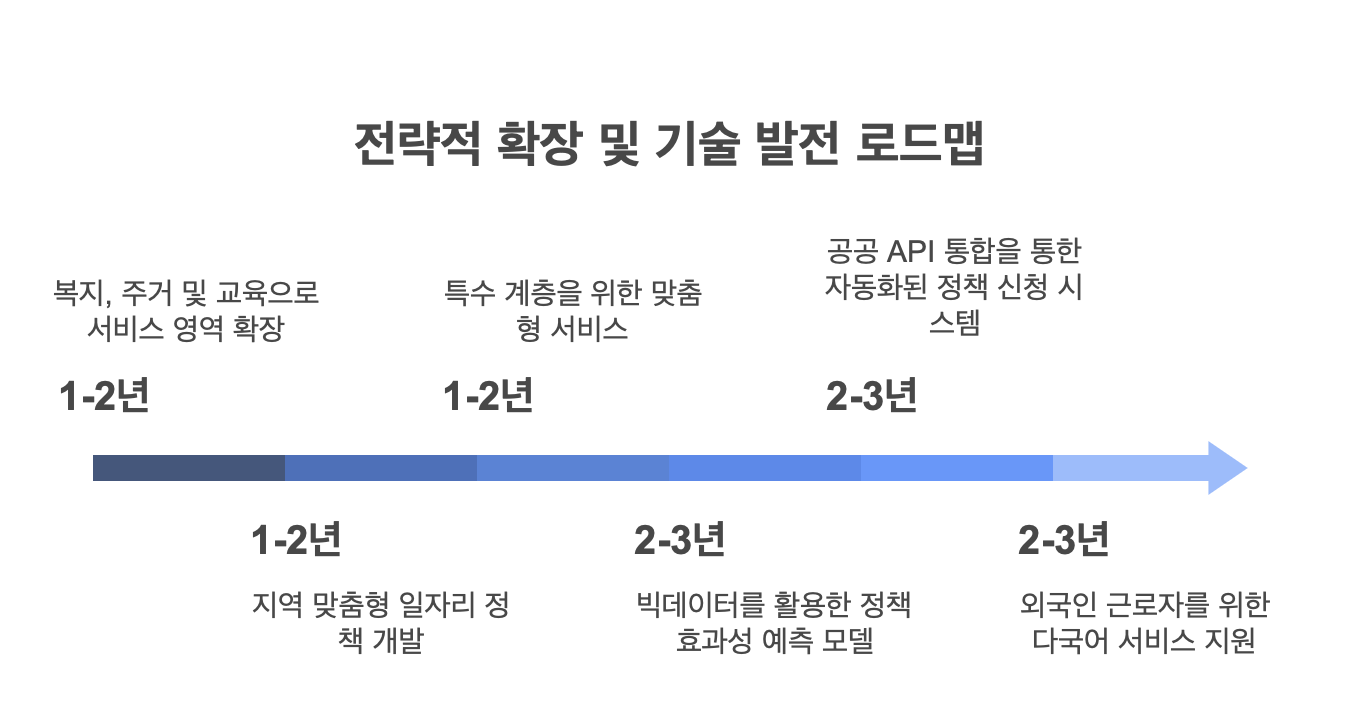 전략적 확장 및 기술 발전 로드맵
복지, 주거 및 교육으로
서비스 영역 확장
1-2년
1-2년
지역 맞춤형 일자리 정
책 개발
특수 계층을 위한 맞춤
형 서비스
1-2년
2-3년
빅데이터를 활용한 정책
효과성 예측 모델
공공 API 통합을 통한
자동화된 정책 신청 시
스템
2-3년
2-3년
외국인 근로자를 위한
다국어 서비스 지원